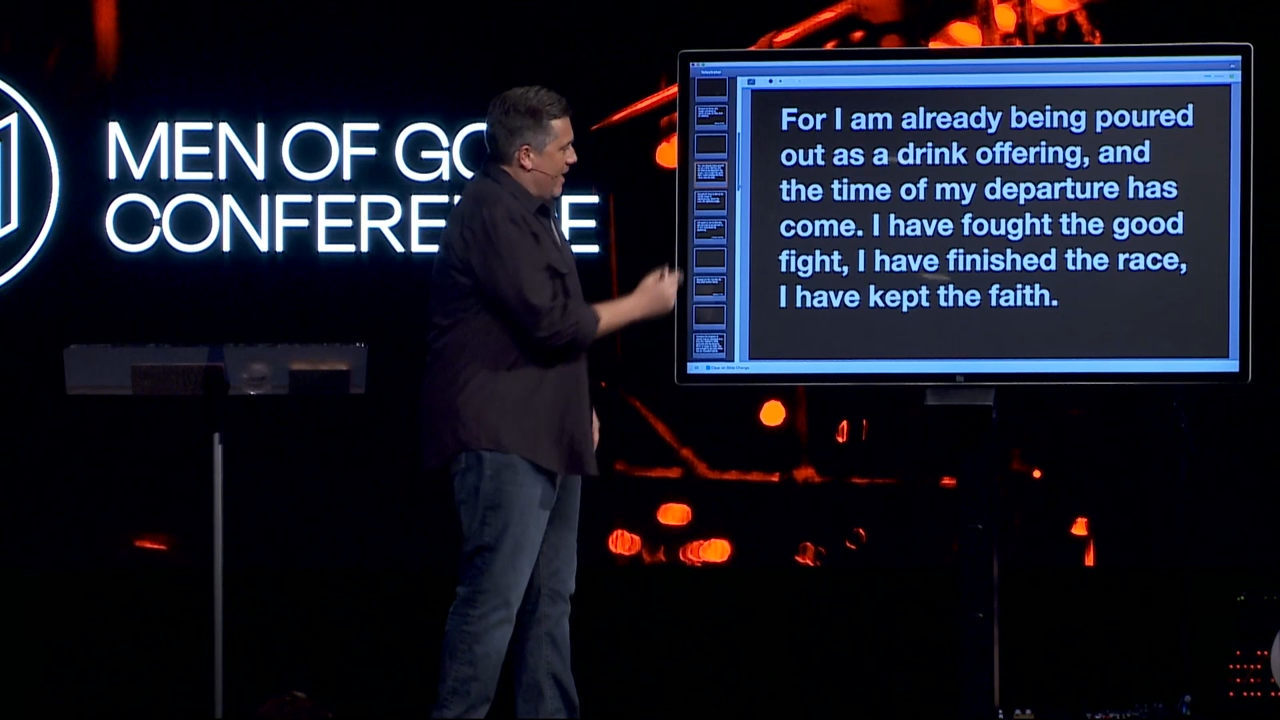 MEN OF GO
CONFERE CE
For I am already being poured
out as a drink offering, and
the time of my departure has
come. I have fought the good
fight, I have finished the race,
I have kept the faith.